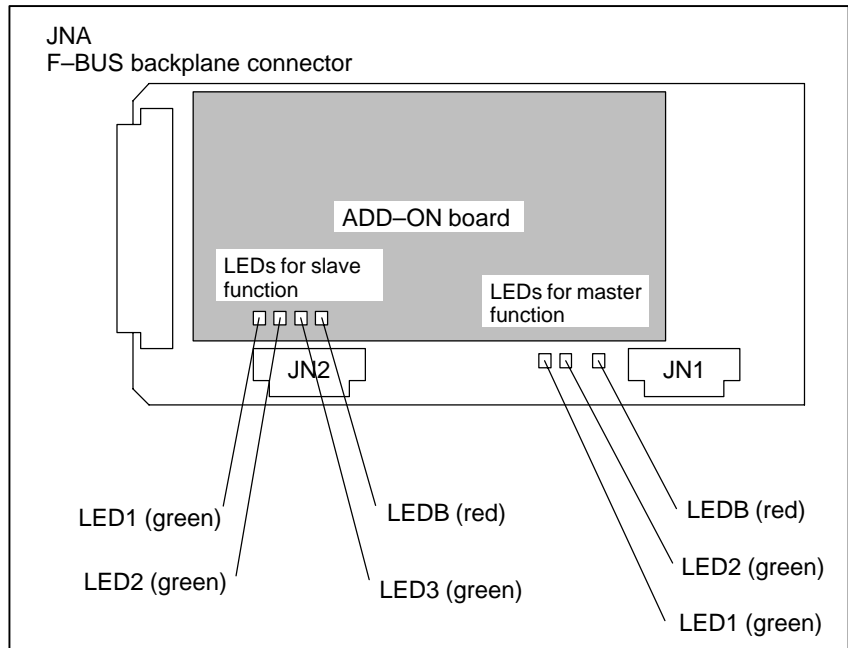 JNA
F–BUS backplane connector
ADD–ON board
LEDs for slave
function
LEDs for master
function
JN2
JN1
LED1 (green)
LEDB (red)
LEDB (red)
LED2 (green)
LED3 (green)
LED2 (green)
LED1 (green)